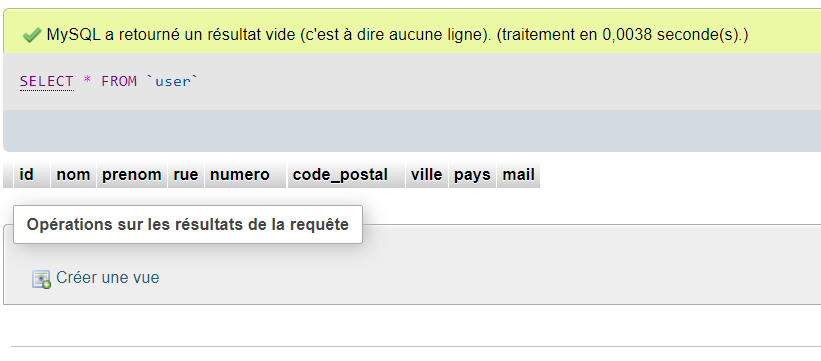 MySQL a retourné un résultat vide (c'est à dire aucune ligne). (traitement en 0,0038 seconde(s).)
SELECT * FROM `user`
id nom prenom rue numero code_postal ville pays mail
Opérations sur les résultats de la requête
Créer une vue